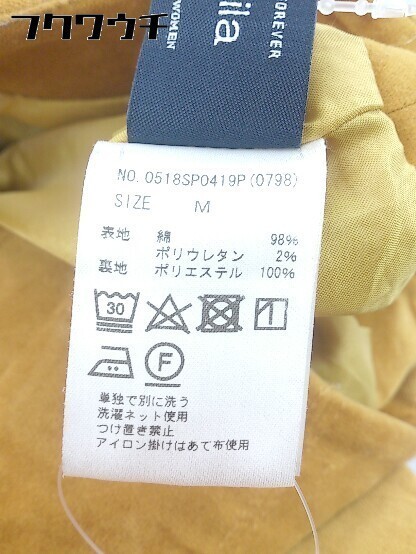 フクワウチ
FOREVER
ila
WOMEN
NO. 0518SP0419P(0798)
SIZE M
表地 綿 98%
ポリウレタン 2%
裏地 ポリエステル 100%
30
F
単独で別に洗う
洗濯ネット使用
つけ置き禁止
アイロン掛けはあて布使用